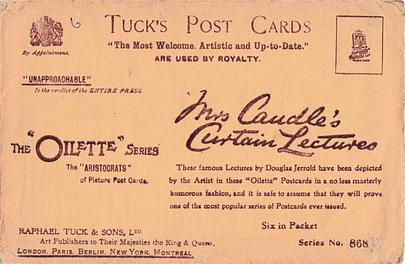 TUCK'S POST CARDS
"The Most Welcome, Artistic and Up-to-Date."
ARE USED BY ROYALTY.
By Appointment.
"UNAPPROACHABLE"
Is the verdict of the ENTIRE PRESS.
Mrs Caudle's
Curtain Lectures
THE "OILETTE" SERIES
The "ARISTOCRATS"
of Picture Post Cards.
These famous Lectures by Douglas Jerrold have been depicted
by the Artist in these "Oilette" Postcards in a no less masterly
humorous fashion, and it is safe to assume that they will prove
one of the most popular series of Postcards ever issued.
Six in Packet
Series No. 868
RAPHAEL TUCK & SONS, LTD.
Art Publishers to Their Majesties the King & Queen,
LONDON, PARIS, BERLIN, NEW YORK, MONTREAL